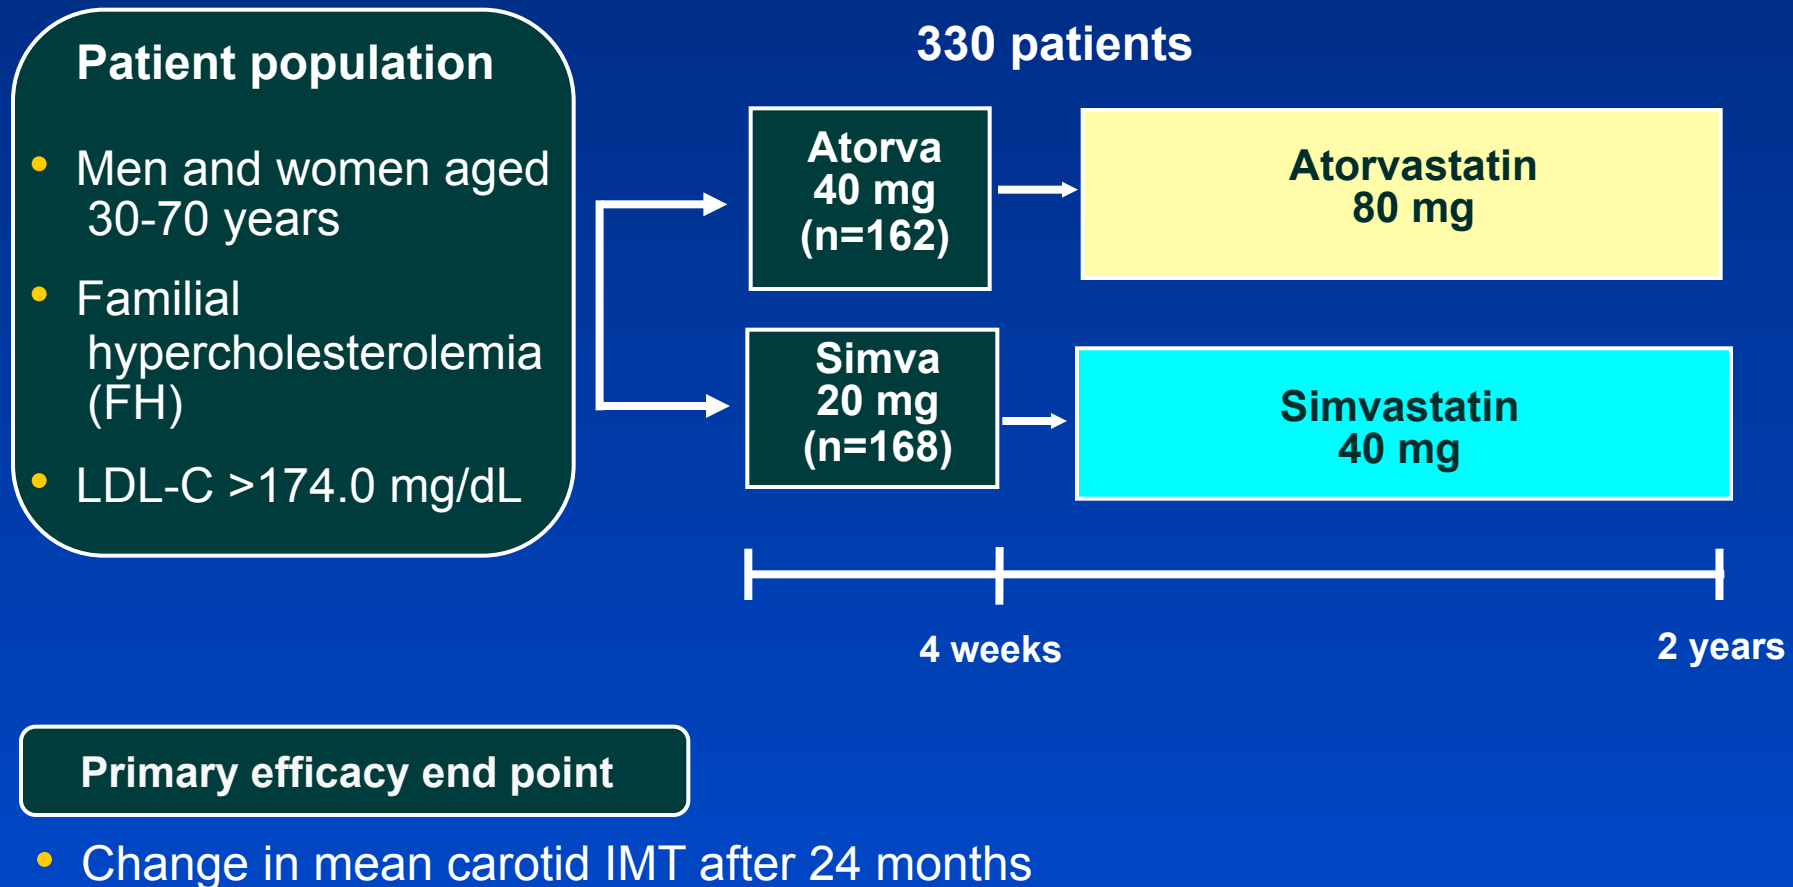 Patient population
• Men and women aged
30-70 years
• Familial
hypercholesterolemia
(FH)
• LDL-C >174.0 mg/dL
330 patients
Atorva
40 mg
(n=162)
Atorvastatin
80 mg
Simva
20 mg
(n=168)
Simvastatin
40 mg
4 weeks
2 years
Primary efficacy end point
• Change in mean carotid IMT after 24 months